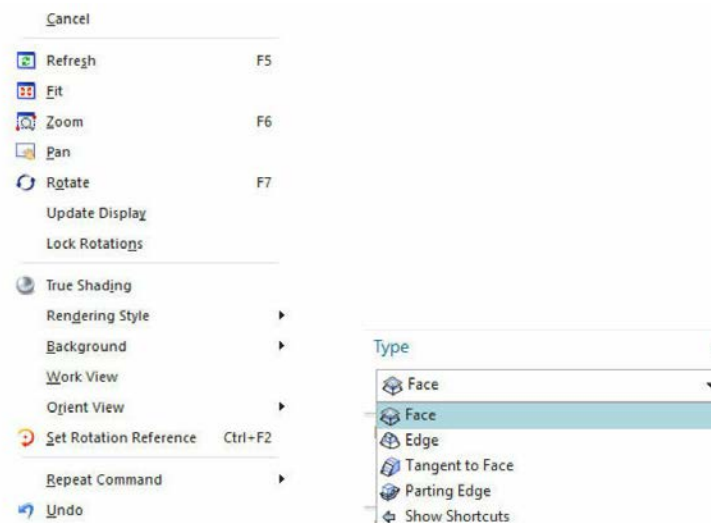 Cancel
Refresh F5
Fit
Zoom F6
Pan
Rotate F7
Update Display
Lock Rotations
True Shading
Rendering Style
Background
Work View
Orient View
Set Rotation Reference Ctrl+F2
Repeat Command
Undo
Type
Face
Face
Edge
Tangent to Face
Parting Edge
Show Shortcuts